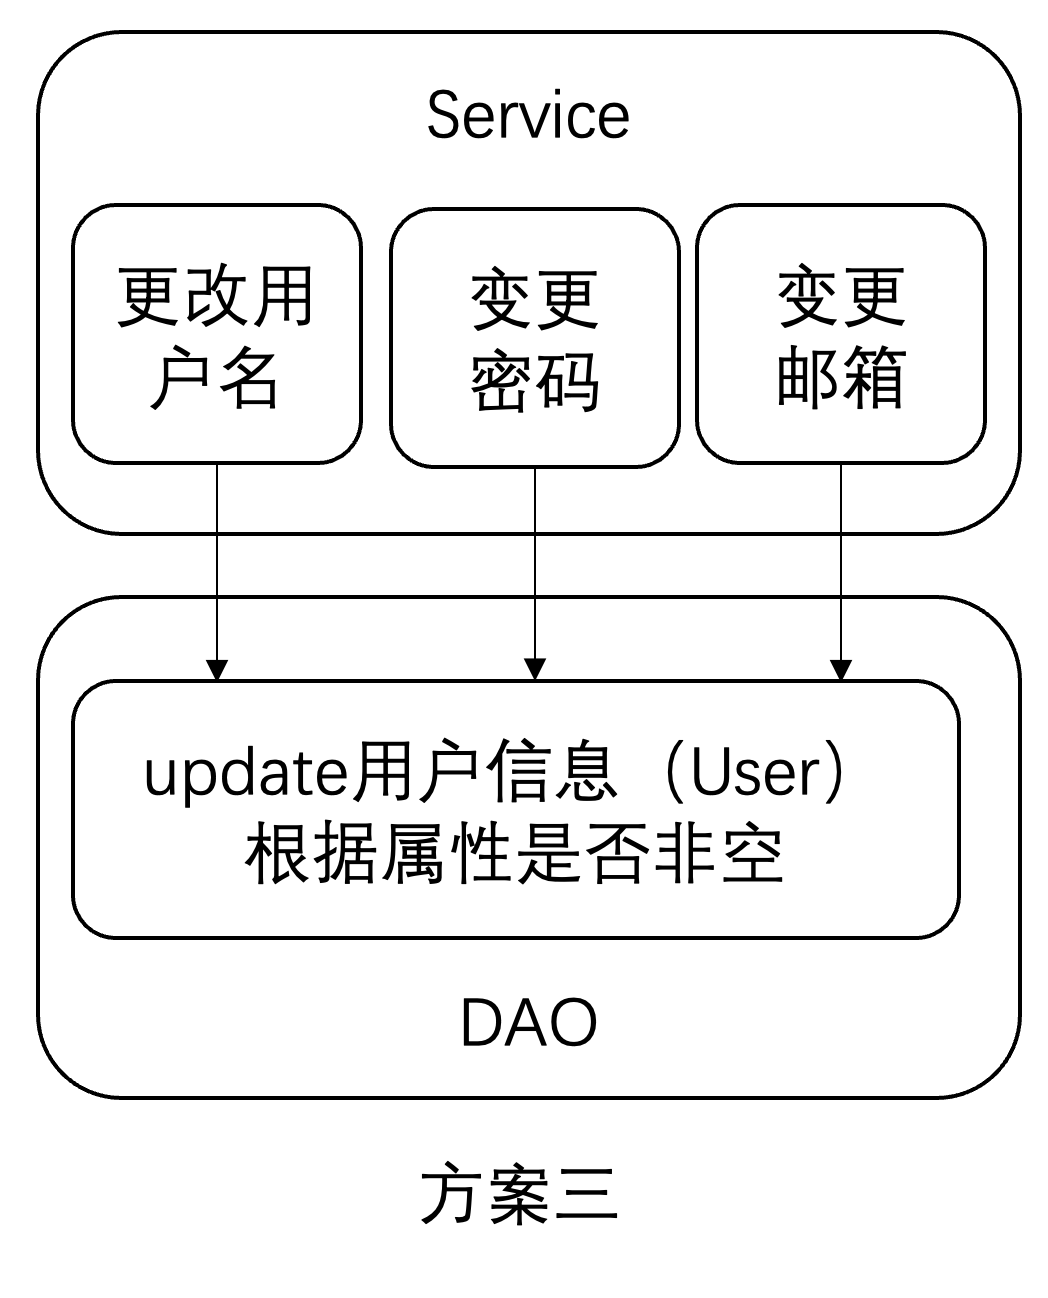 Service
更改用
户名
变更
密码
变更
邮箱
update用户信息（User）
根据属性是否非空
DAO
方案三